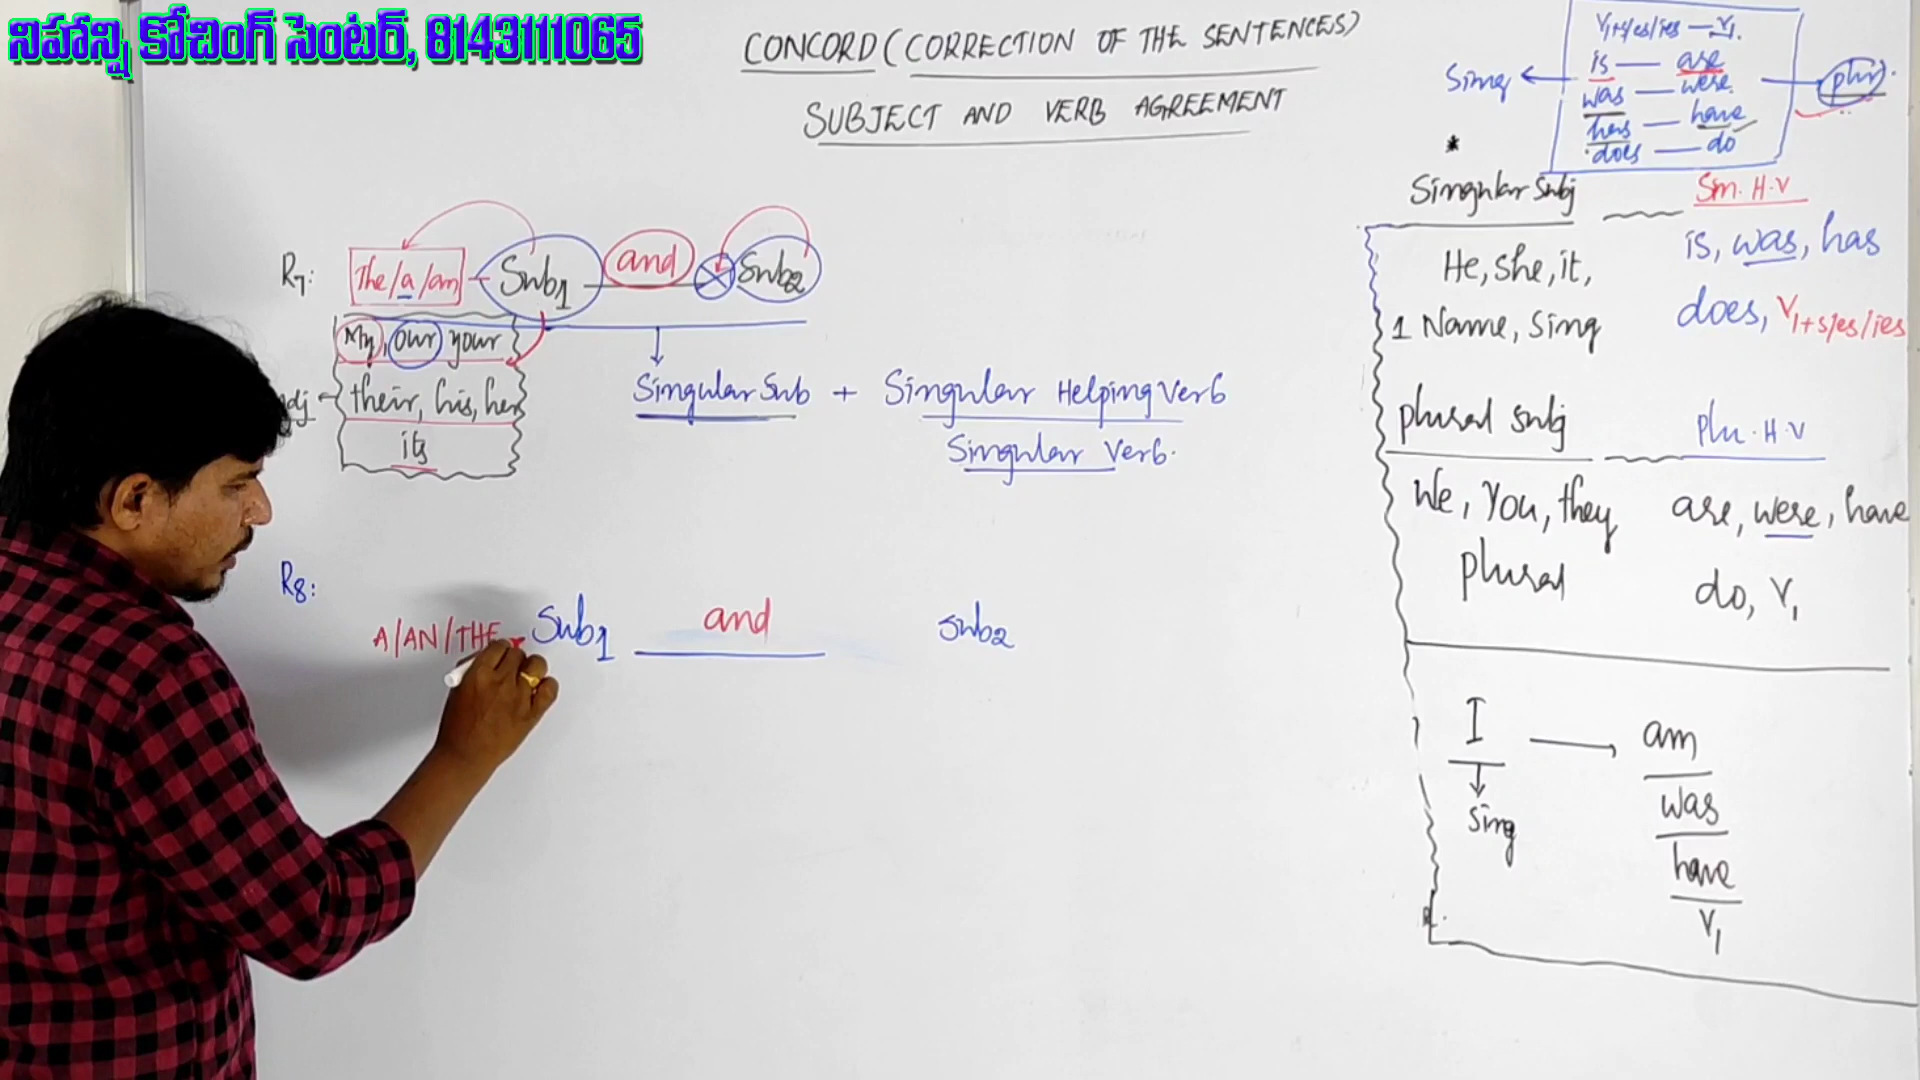 నిహాన్షి కోచింగ్ సెంటర్, 8143111065
CONCORD (CORRECTION OF THE SENTENCES)
SUBJECT AND VERB AGREEMENT
V1+s/es/ies — V1.
is — are
was — were.
has — have
does — do
Sing
plu.
R7: The/a/an - Sub1 and Sub2
My, our your
adj their, his, her
its
Singular Sub + Singular Helping Verb
Singular Verb.
R8:
A/AN/THE - Sub1 and Sub2
Singular Subj Sin. H.V
He, she, it, is, was, has
1 Name, Sing does, V1+s/es/ies
plural subj Plu. H.V
We, You, they are, were, have
plural do, V1
I am
Sing was
have
V1